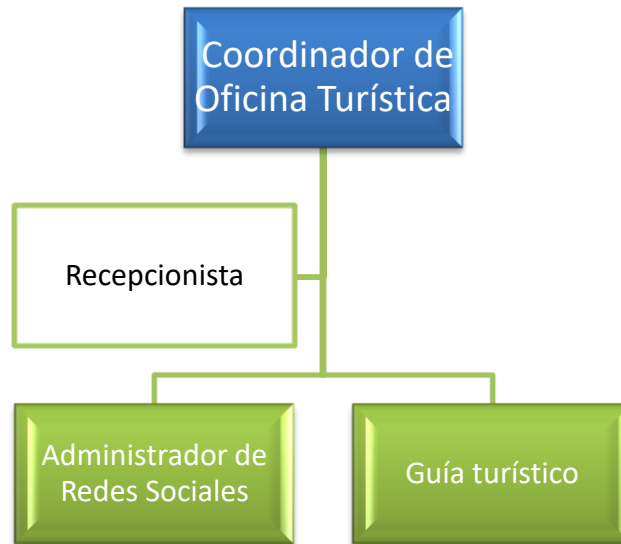 Coordinador de
Oficina Turística
Recepcionista
Administrador de
Redes Sociales
Guía turístico